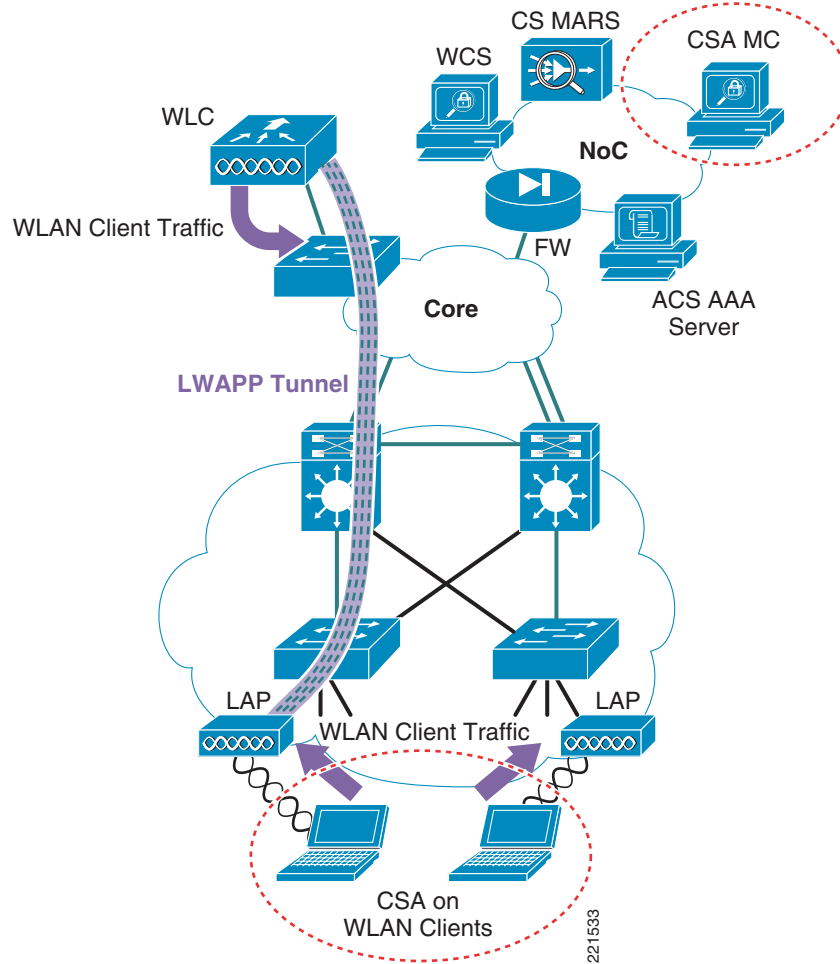 CS MARS
CSA MC
WCS
WLC
NoC
WLAN Client Traffic
FW
ACS AAA
Server
Core
LWAPP Tunnel
LAP
LAP
WLAN Client Traffic
CSA on
WLAN Clients
221533